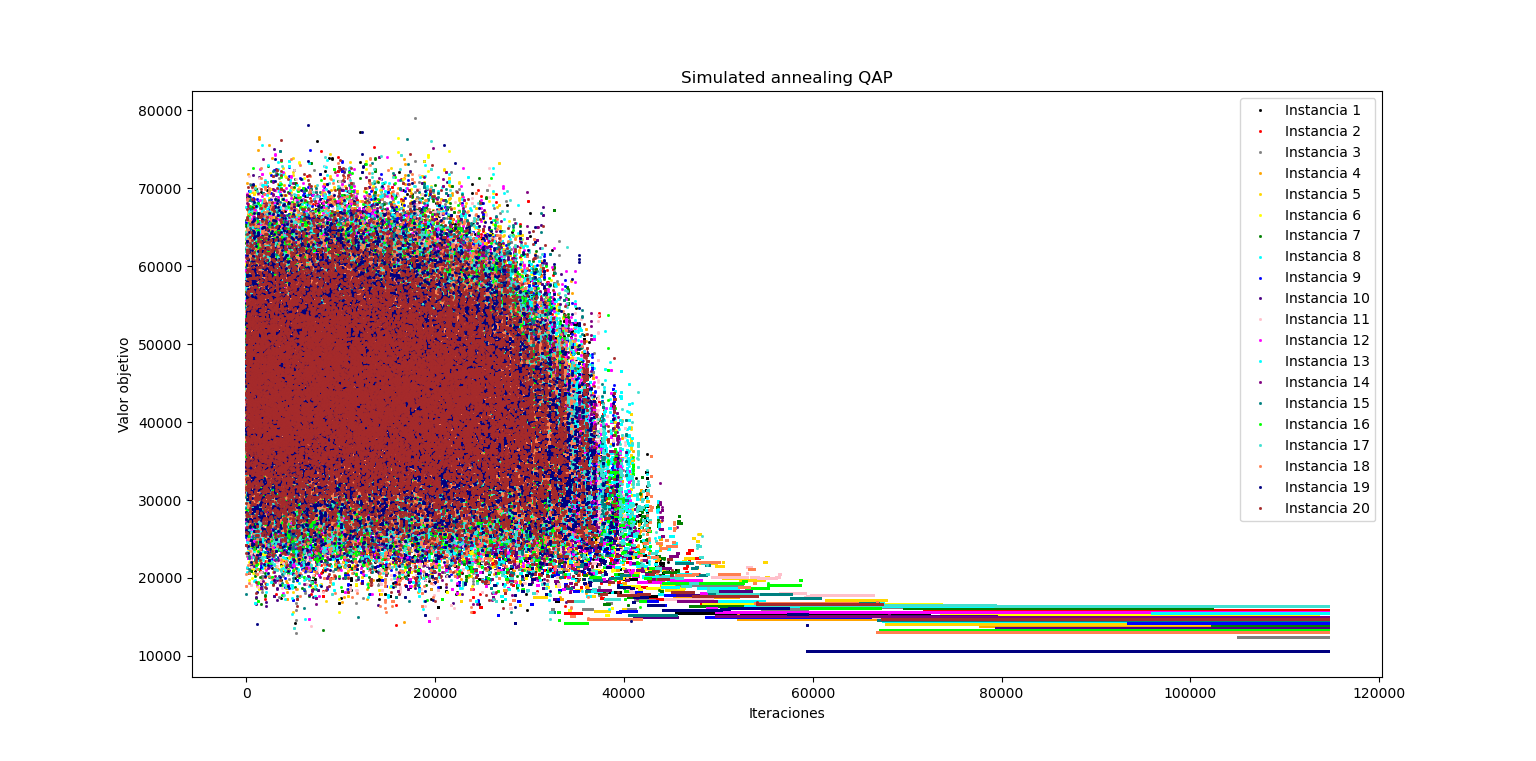 Simulated annealing QAP
80000
70000
60000
50000
40000
30000
20000
10000
Valor objetivo
0
20000
40000
60000
80000
100000
120000
Iteraciones
Instancia 1
Instancia 2
Instancia 3
Instancia 4
Instancia 5
Instancia 6
Instancia 7
Instancia 8
Instancia 9
Instancia 10
Instancia 11
Instancia 12
Instancia 13
Instancia 14
Instancia 15
Instancia 16
Instancia 17
Instancia 18
Instancia 19
Instancia 20